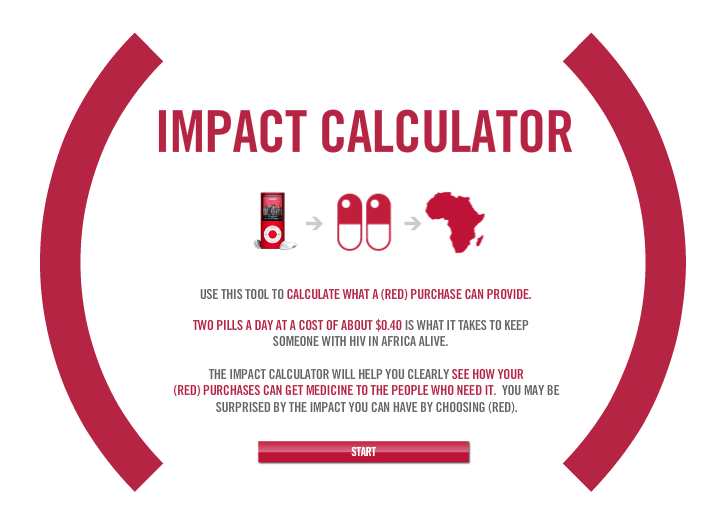 IMPACT CALCULATOR
USE THIS TOOL TO CALCULATE WHAT A (RED) PURCHASE CAN PROVIDE.
TWO PILLS A DAY AT A COST OF ABOUT $0.40 IS WHAT IT TAKES TO KEEP
SOMEONE WITH HIV IN AFRICA ALIVE.
THE IMPACT CALCULATOR WILL HELP YOU CLEARLY SEE HOW YOUR
(RED) PURCHASES CAN GET MEDICINE TO THE PEOPLE WHO NEED IT. YOU MAY BE
SURPRISED BY THE IMPACT YOU CAN HAVE BY CHOOSING (RED).
START